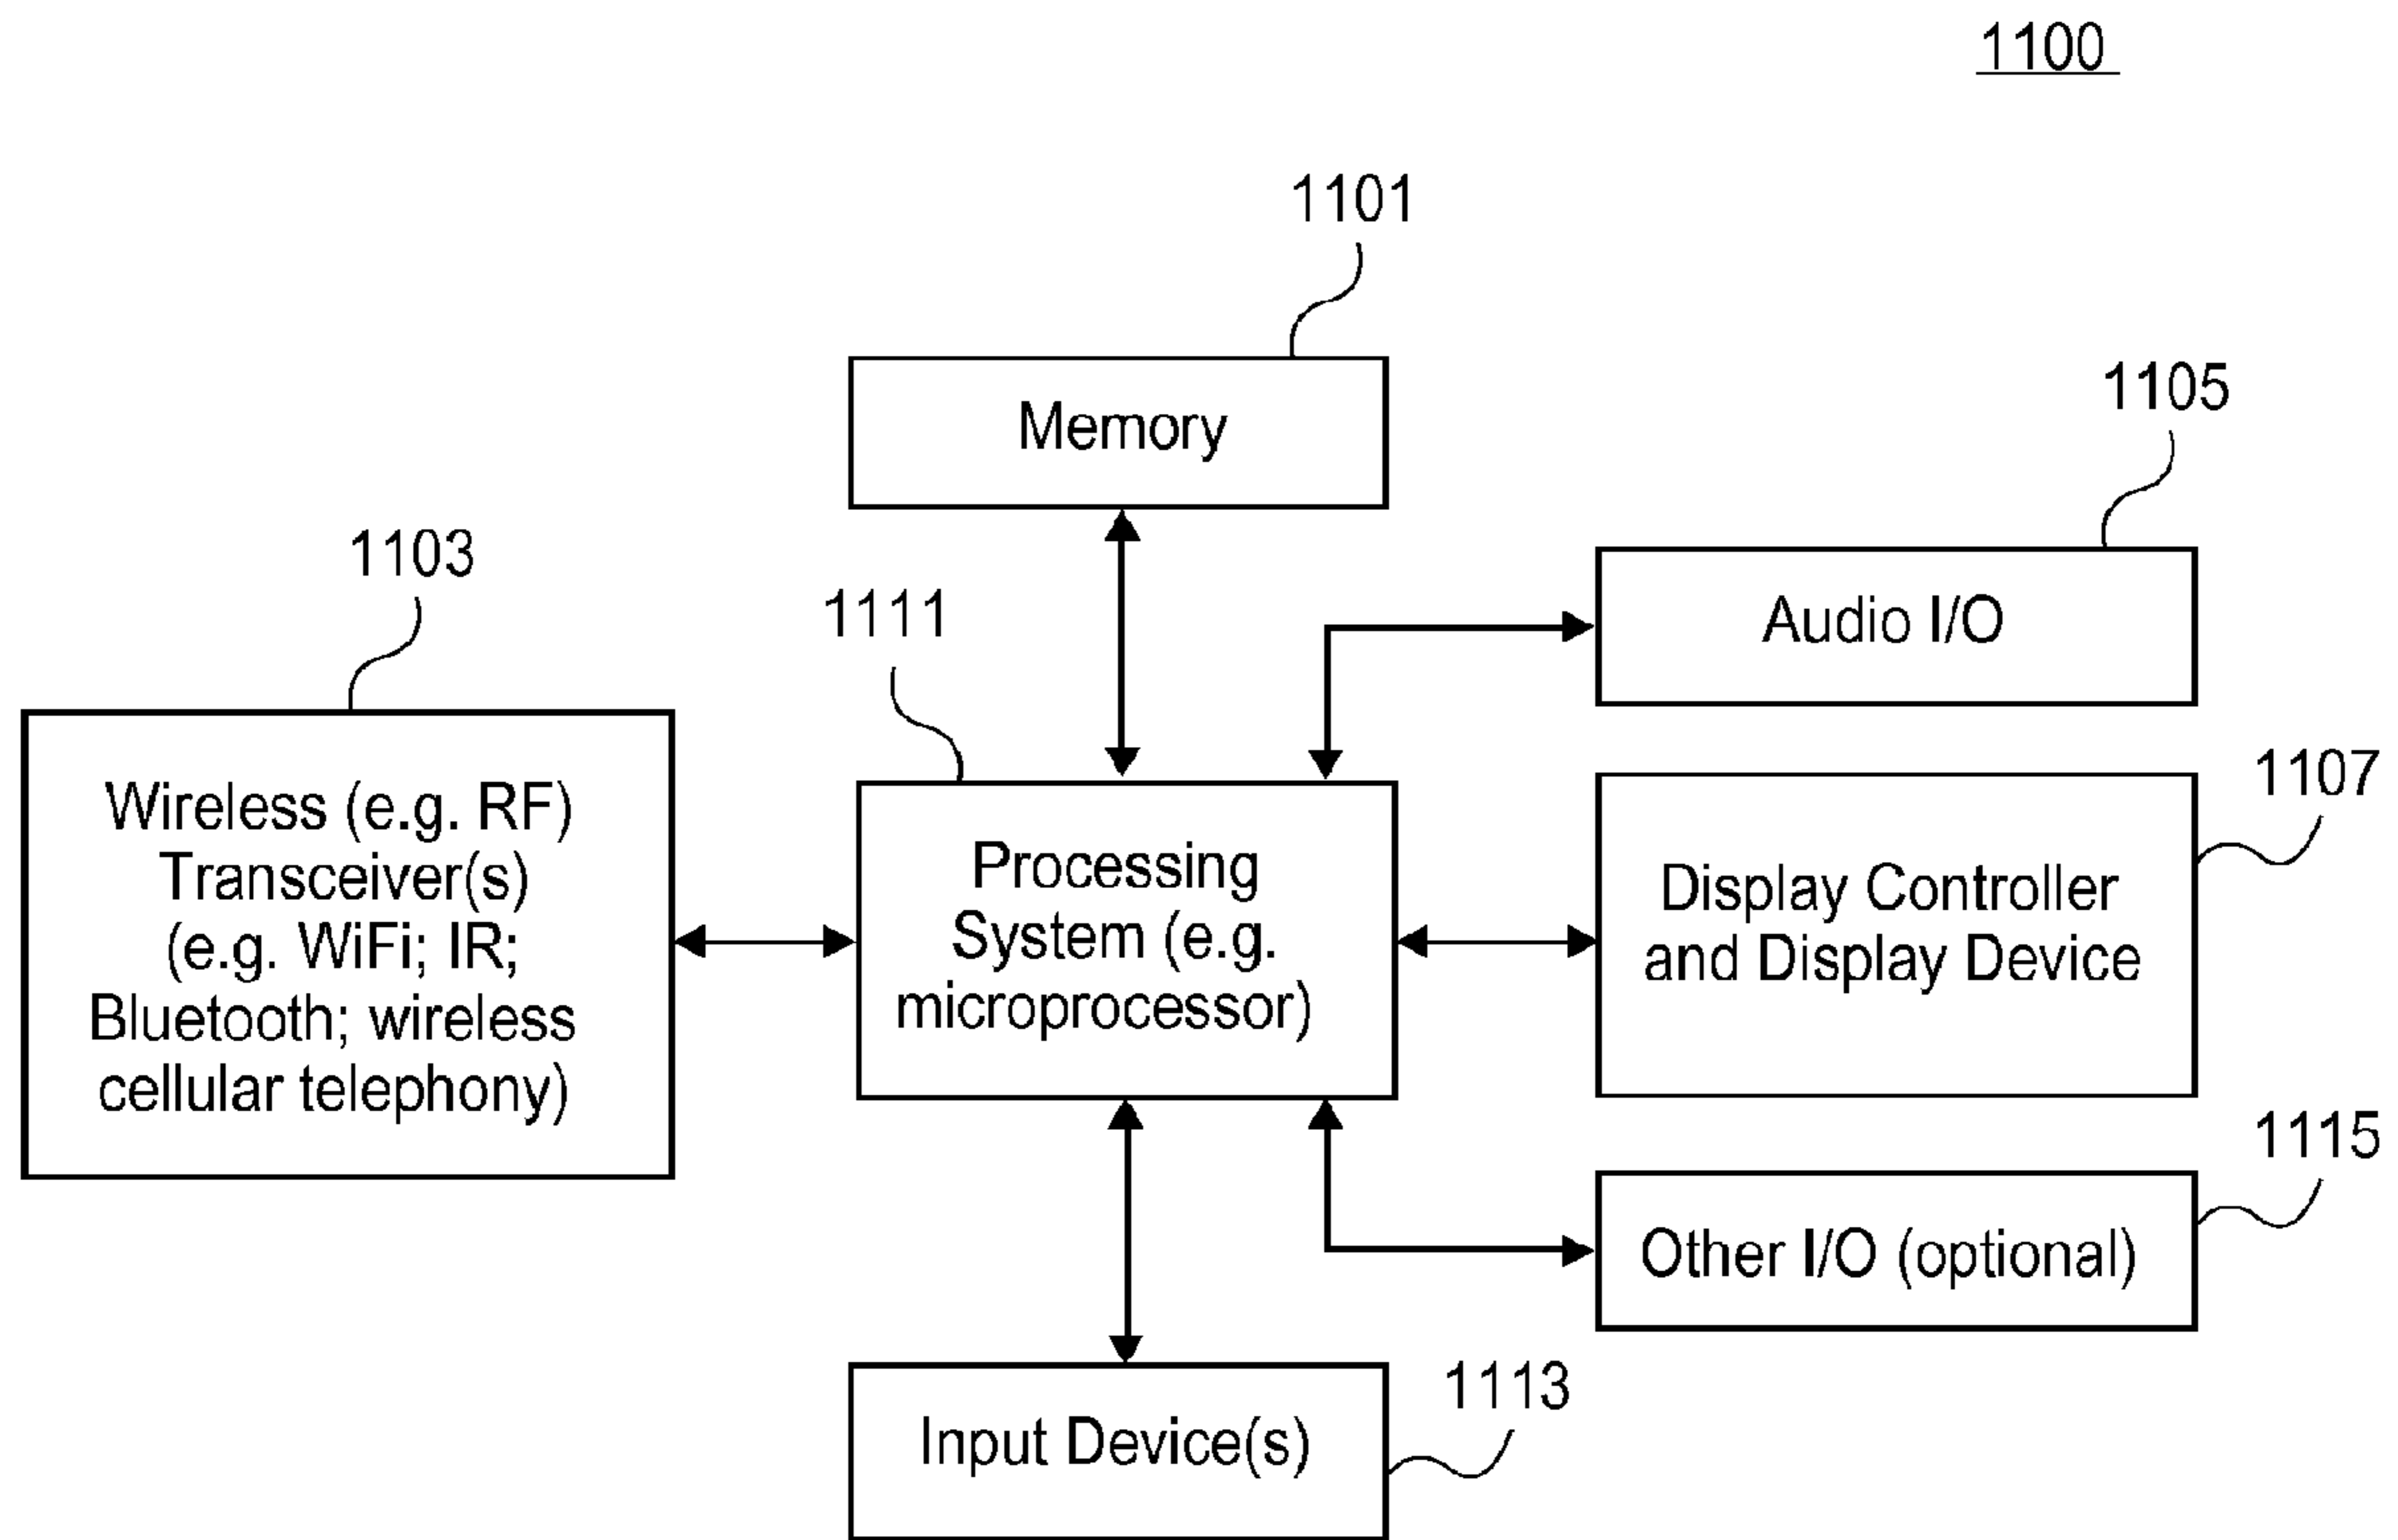 1100
1101
Memory
1105
Audio I/O
1103
Wireless (e.g. RF)
Transceiver(s)
(e.g. WiFi; IR;
Bluetooth; wireless
cellular telephony)
1111
Processing
System (e.g.
microprocessor)
1107
Display Controller
and Display Device
1115
Other I/O (optional)
1113
Input Device(s)